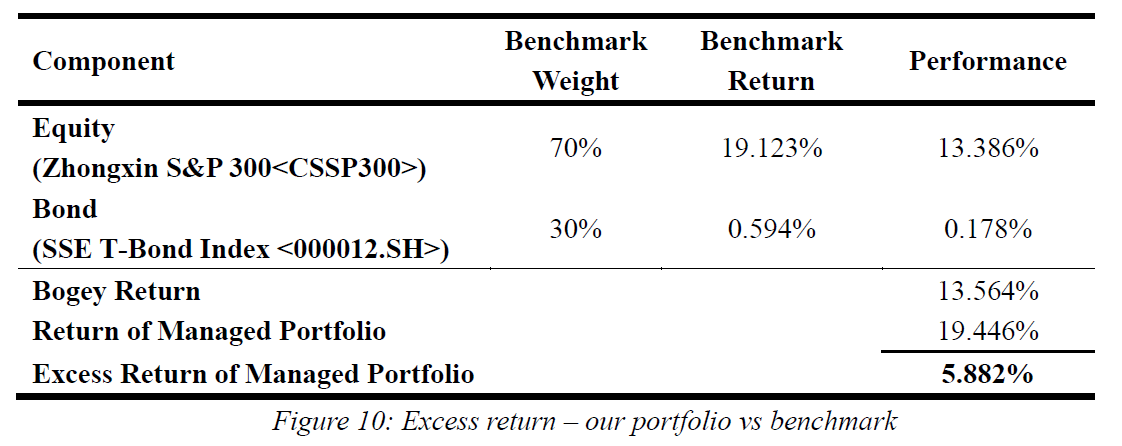 Component Benchmark Weight Benchmark Return Performance
Equity
(Zhongxin S&P 300<CSSP300>) 70% 19.123% 13.386%
Bond
(SSE T-Bond Index <000012.SH>) 30% 0.594% 0.178%
Bogey Return 13.564%
Return of Managed Portfolio 19.446%
Excess Return of Managed Portfolio 5.882%
Figure 10: Excess return – our portfolio vs benchmark